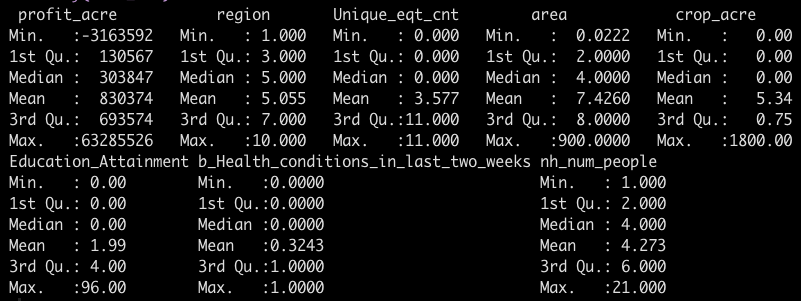 profit_acre region Unique_eqt_cnt area crop_acre
Min. :-3163592 Min. : 1.000 Min. : 0.000 Min. : 0.0222 Min. : 0.00
1st Qu.: 130567 1st Qu.: 3.000 1st Qu.: 0.000 1st Qu.: 2.0000 1st Qu.: 0.00
Median : 303847 Median : 5.000 Median : 0.000 Median : 4.0000 Median : 0.00
Mean : 830374 Mean : 5.055 Mean : 3.577 Mean : 7.4260 Mean : 5.34
3rd Qu.: 693574 3rd Qu.: 7.000 3rd Qu.:11.000 3rd Qu.: 8.0000 3rd Qu.: 0.75
Max. :63285526 Max. :10.000 Max. :11.000 Max. :900.0000 Max. :1800.00
Education_Attainment b_Health_conditions_in_last_two_weeks nh_num_people
Min. : 0.00 Min. :0.0000 Min. : 1.000
1st Qu.: 0.00 1st Qu.:0.0000 1st Qu.: 2.000
Median : 0.00 Median :0.0000 Median : 4.000
Mean : 1.99 Mean :0.3243 Mean : 4.273
3rd Qu.: 4.00 3rd Qu.:1.0000 3rd Qu.: 6.000
Max. :96.00 Max. :1.0000 Max. :21.000